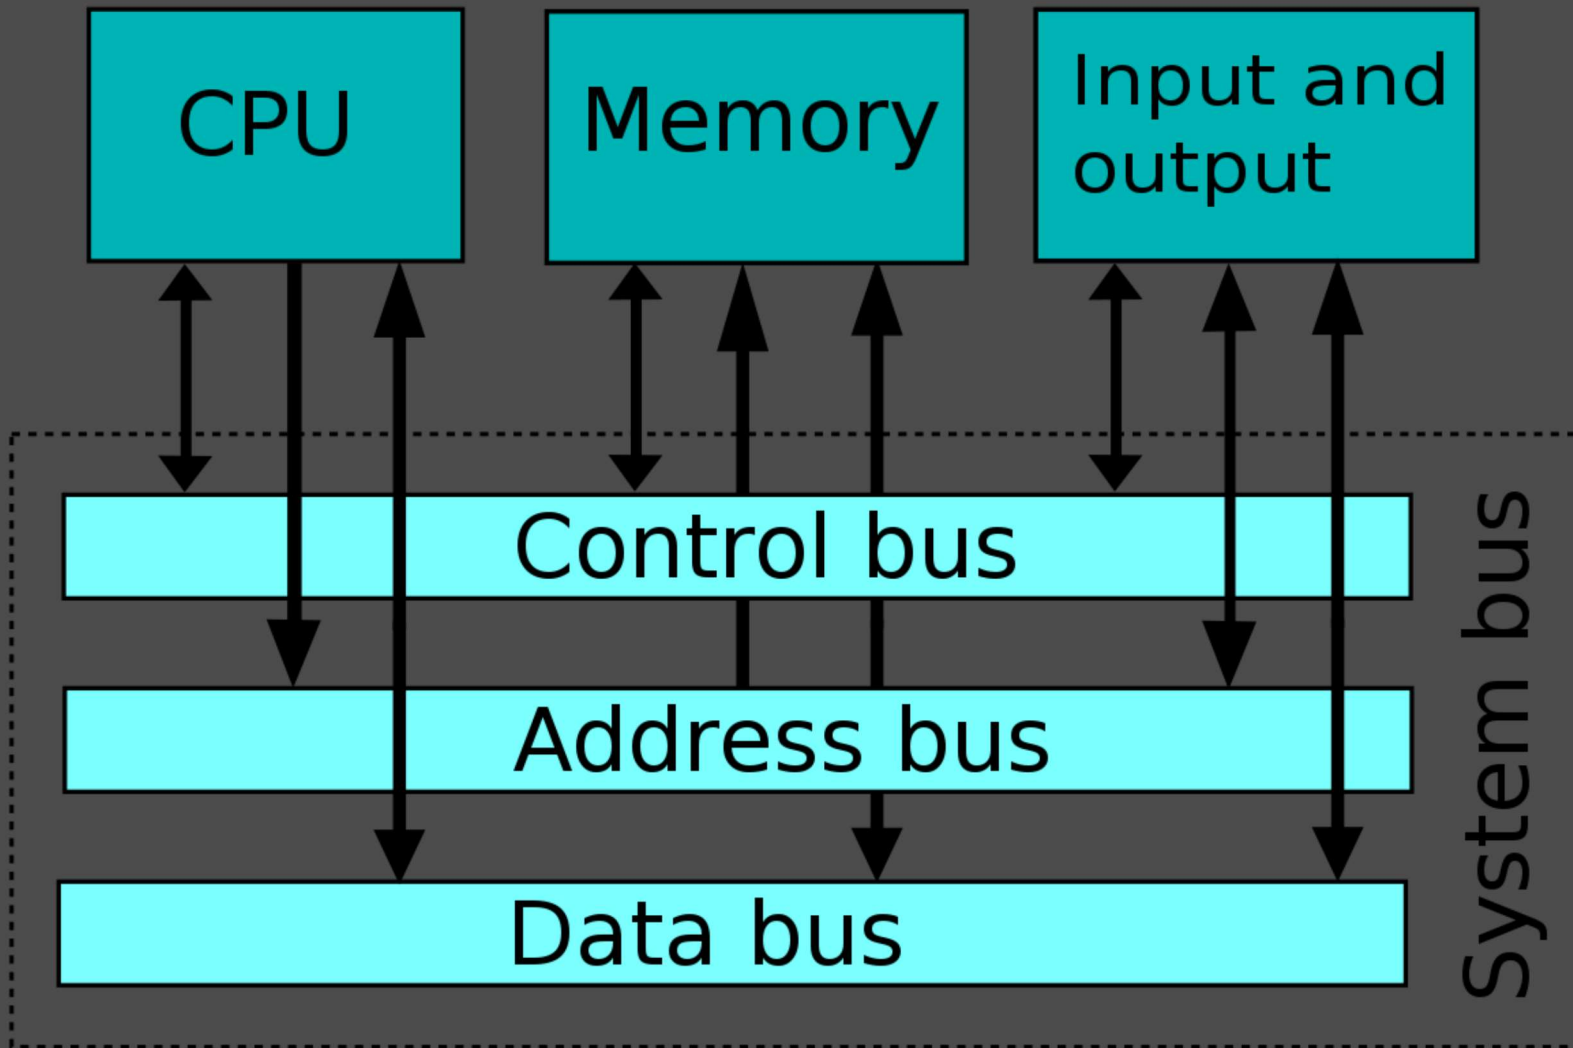 CPU
Memory
Input and
output
Control bus
Address bus
Data bus
System bus